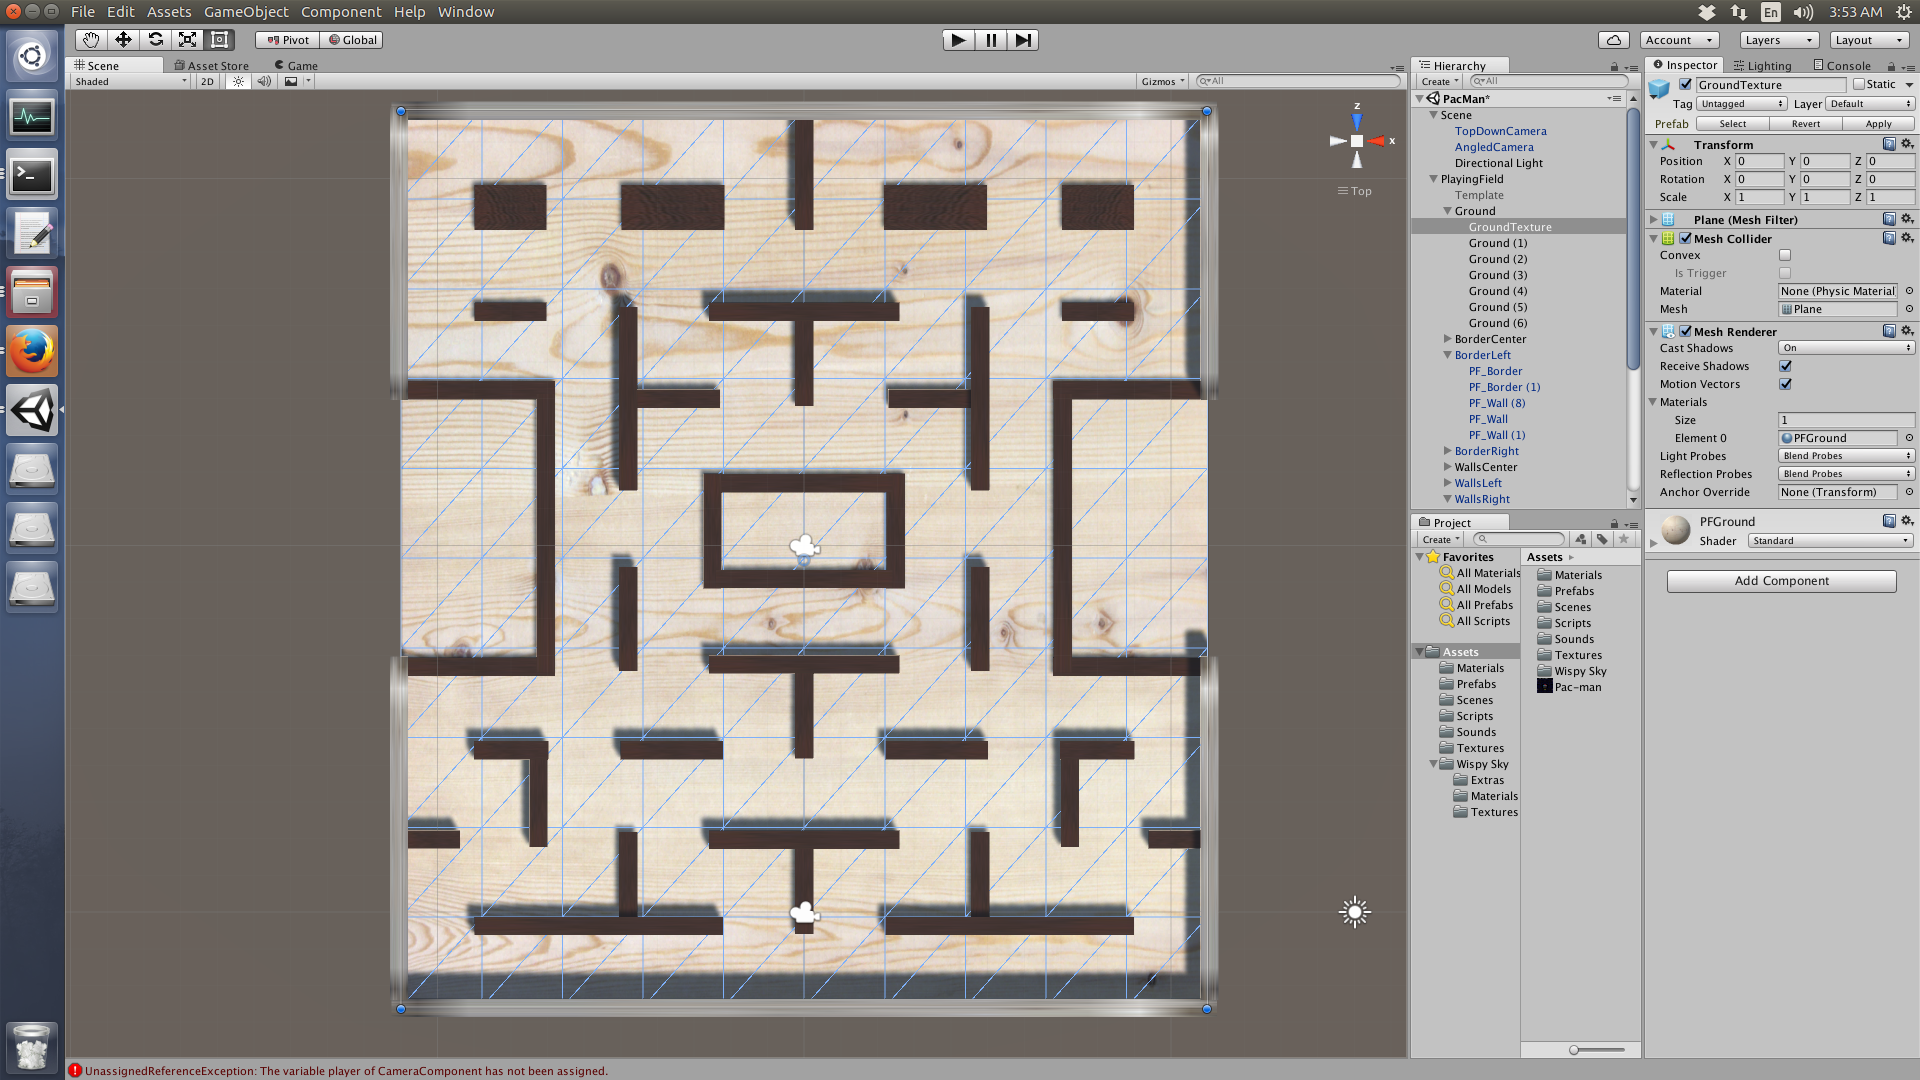 File Edit Assets GameObject Component Help Window
En 3:53 AM
Pivot Global
Account Layers Layout
Scene Asset Store Game
Shaded 2D Gizmos All
z
x
Top
Hierarchy
Create All
PacMan*
Scene
TopDownCamera
AngledCamera
Directional Light
PlayingField
Template
Ground
GroundTexture
Ground (1)
Ground (2)
Ground (3)
Ground (4)
Ground (5)
Ground (6)
BorderCenter
BorderLeft
PF_Border
PF_Border (1)
PF_Wall (8)
PF_Wall
PF_Wall (1)
BorderRight
WallsCenter
WallsLeft
WallsRight
Project
Create
Favorites
All Materials
All Models
All Prefabs
All Scripts
Assets
Materials
Prefabs
Scenes
Scripts
Sounds
Textures
Wispy Sky
Extras
Materials
Textures
Assets
Materials
Prefabs
Scenes
Scripts
Sounds
Textures
Wispy Sky
Pac-man
Inspector Lighting Console
GroundTexture Static
Tag Untagged Layer Default
Prefab Select Revert Apply
Transform
Position X 0 Y 0 Z 0
Rotation X 0 Y 0 Z 0
Scale X 1 Y 1 Z 1
Plane (Mesh Filter)
Mesh Collider
Convex
Is Trigger
Material None (Physic Material
Mesh Plane
Mesh Renderer
Cast Shadows On
Receive Shadows
Motion Vectors
Materials
Size 1
Element 0 PFGround
Light Probes Blend Probes
Reflection Probes Blend Probes
Anchor Override None (Transform)
PFGround
Shader Standard
Add Component
UnassignedReferenceException: The variable player of CameraComponent has not been assigned.